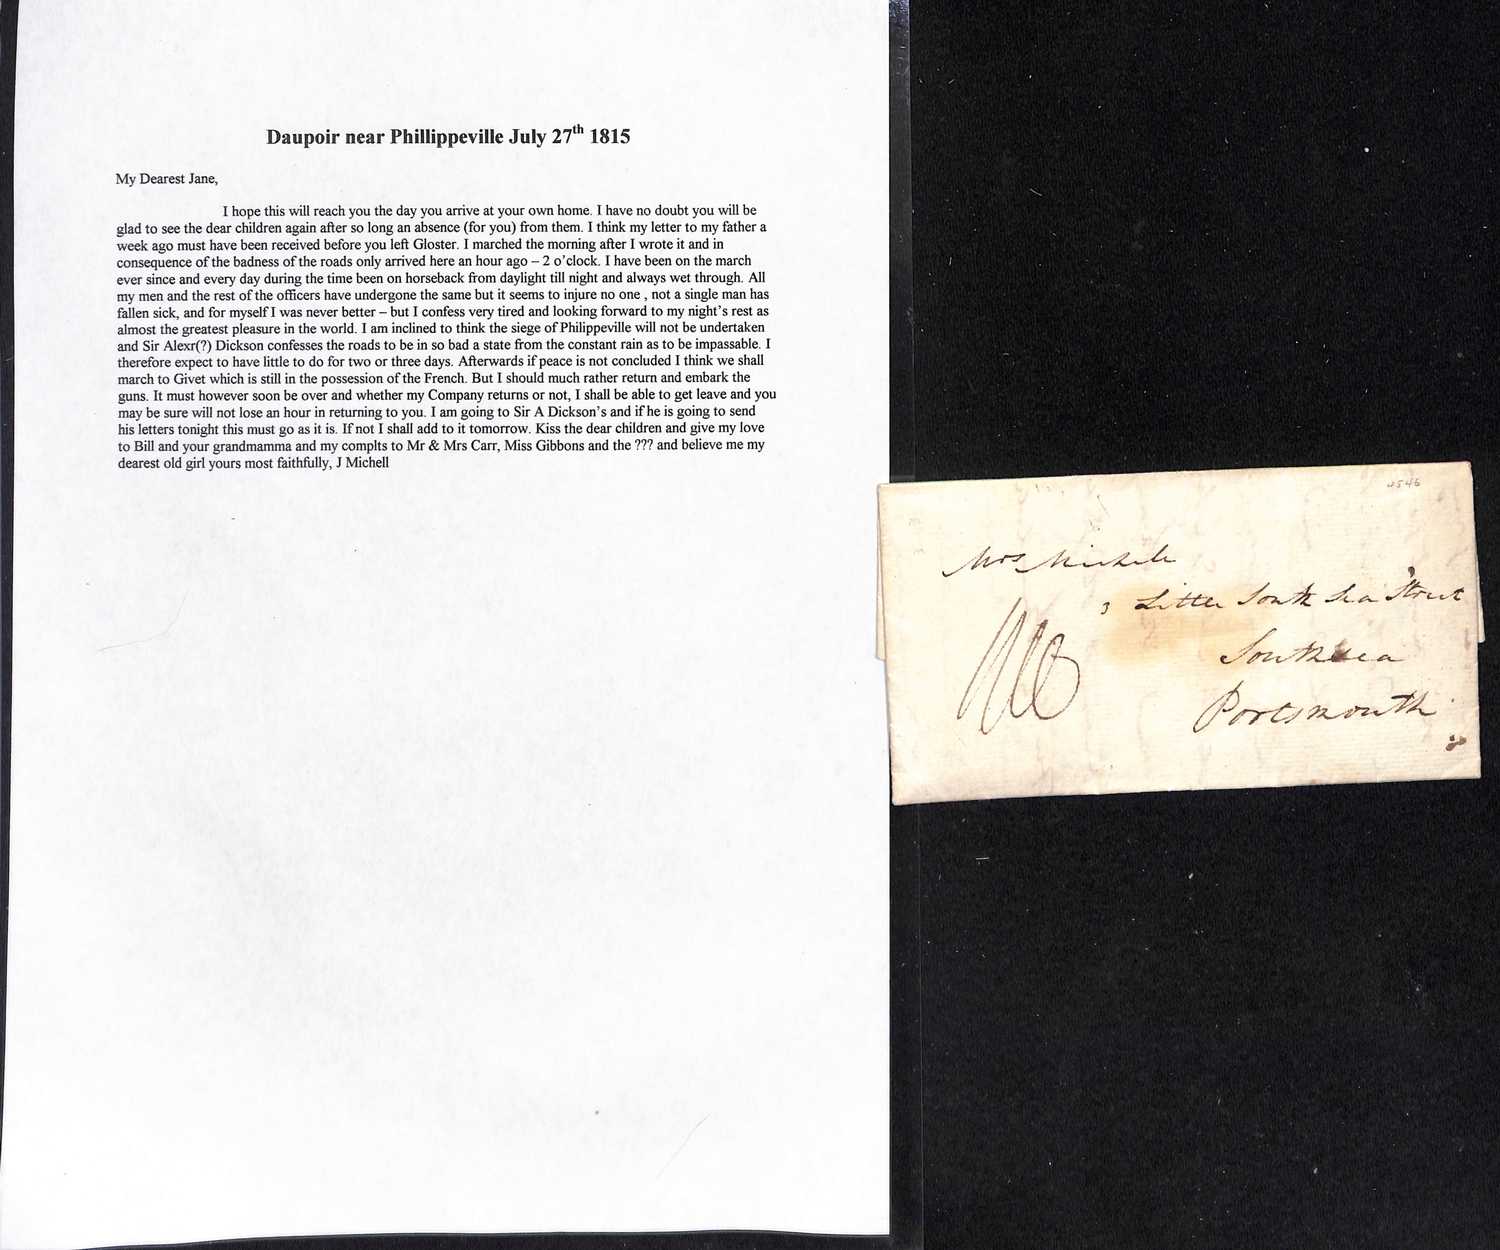 Daupoir near Phillippeville July 27th 1815
My Dearest Jane,
I hope this will reach you the day you arrive at your own home. I have no doubt you will be
glad to see the dear children again after so long an absence (for you) from them. I think my letter to my father a
week ago must have been received before you left Gloster. I marched the morning after I wrote it and in
consequence of the badness of the roads only arrived here an hour ago – 2 o'clock. I have been on the march
ever since and every day during the time been on horseback from daylight till night and always wet through. All
my men and the rest of the officers have undergone the same but it seems to injure no one , not a single man has
fallen sick, and for myself I was never better – but I confess very tired and looking forward to my night's rest as
almost the greatest pleasure in the world. I am inclined to think the siege of Philippeville will not be undertaken
and Sir Alexr(?) Dickson confesses the roads to be in so bad a state from the constant rain as to be impassable. I
therefore expect to have little to do for two or three days. Afterwards if peace is not concluded I think we shall
march to Givet which is still in the possession of the French. But I should much rather return and embark the
guns. It must however soon be over and whether my Company returns or not, I shall be able to get leave and you
may be sure will not lose an hour in returning to you. I am going to Sir A Dickson's and if he is going to send
his letters tonight this must go as it is. If not I shall add to it tomorrow. Kiss the dear children and give my love
to Bill and your grandmamma and my complts to Mr & Mrs Carr, Miss Gibbons and the ??? and believe me my
dearest old girl yours most faithfully, J Michell
4546
Mrs Michell
3 Little South Sea Street
Southsea
Portsmouth